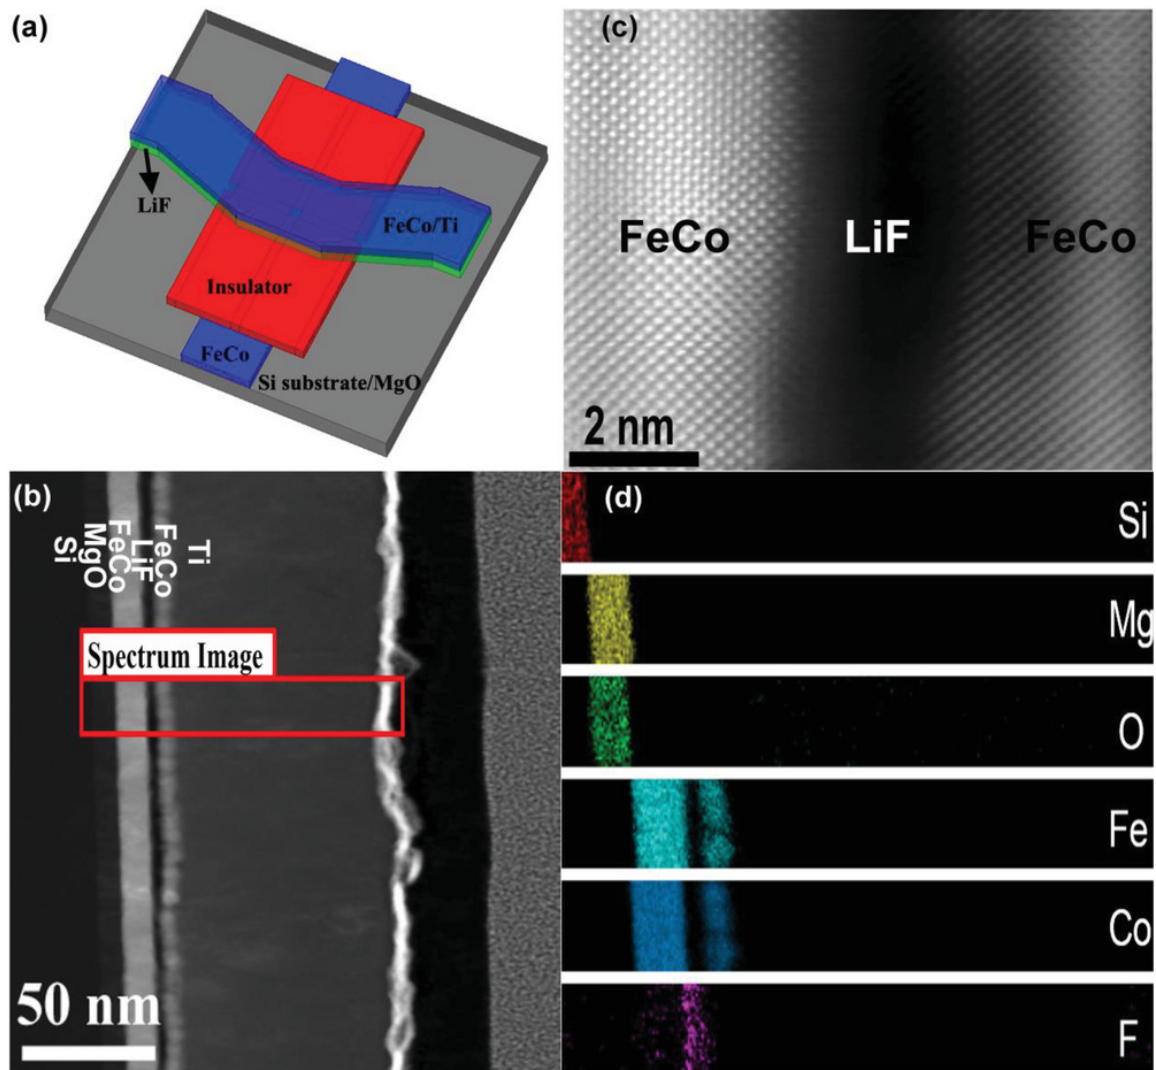 (a)
LiF
FeCo/Ti
Insulator
FeCo
Si substrate/MgO
(c)
FeCo
LiF
FeCo
2 nm
(b)
Si
MgO
FeCo
LiF
FeCo
Ti
Spectrum Image
50 nm
(d)
Si
Mg
O
Fe
Co
F